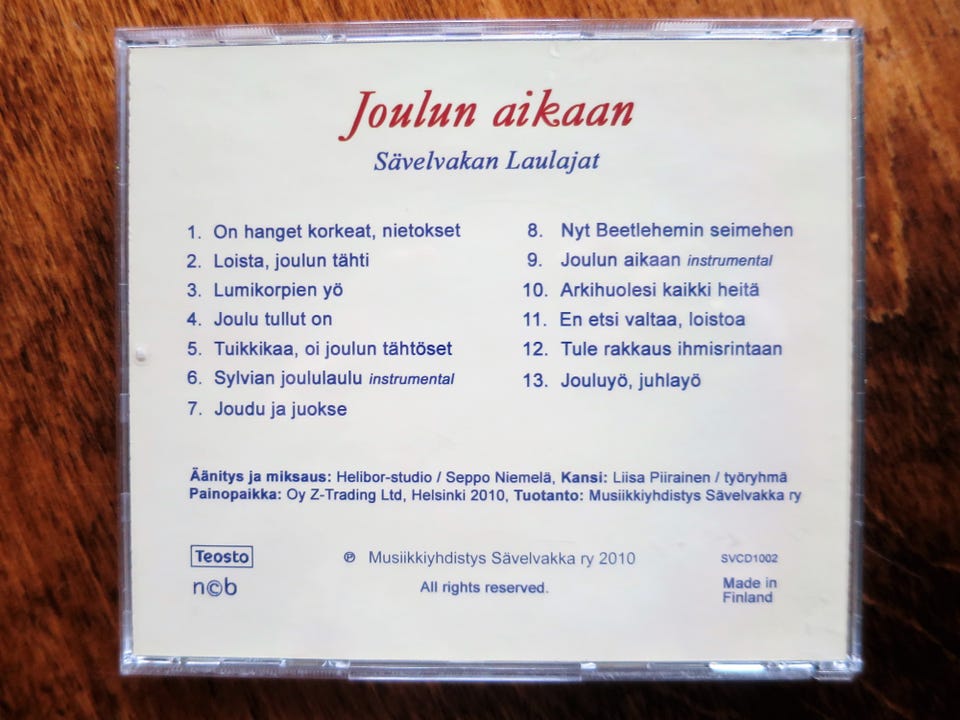 Joulun aikaan
Sävelvakan Laulajat
1. On hanget korkeat, nietokset
2. Loista, joulun tähti
3. Lumikorpien yö
4. Joulu tullut on
5. Tuikkikaa, oi joulun tähtöset
6. Sylvian joululaulu instrumental
7. Joudu ja juokse
8. Nyt Beetlehemin seimehen
9. Joulun aikaan instrumental
10. Arkihuolesi kaikki heitä
11. En etsi valtaa, loistoa
12. Tule rakkaus ihmisrintaan
13. Jouluyö, juhlayö
Äänitys ja miksaus: Helibor-studio / Seppo Niemelä, Kansi: Liisa Piirainen / työryhmä
Painopaikka: Oy Z-Trading Ltd, Helsinki 2010, Tuotanto: Musiikkiyhdistys Sävelvakka ry
Teosto
n©b
℗ Musiikkiyhdistys Sävelvakka ry 2010
All rights reserved.
SVCD1002
Made in
Finland